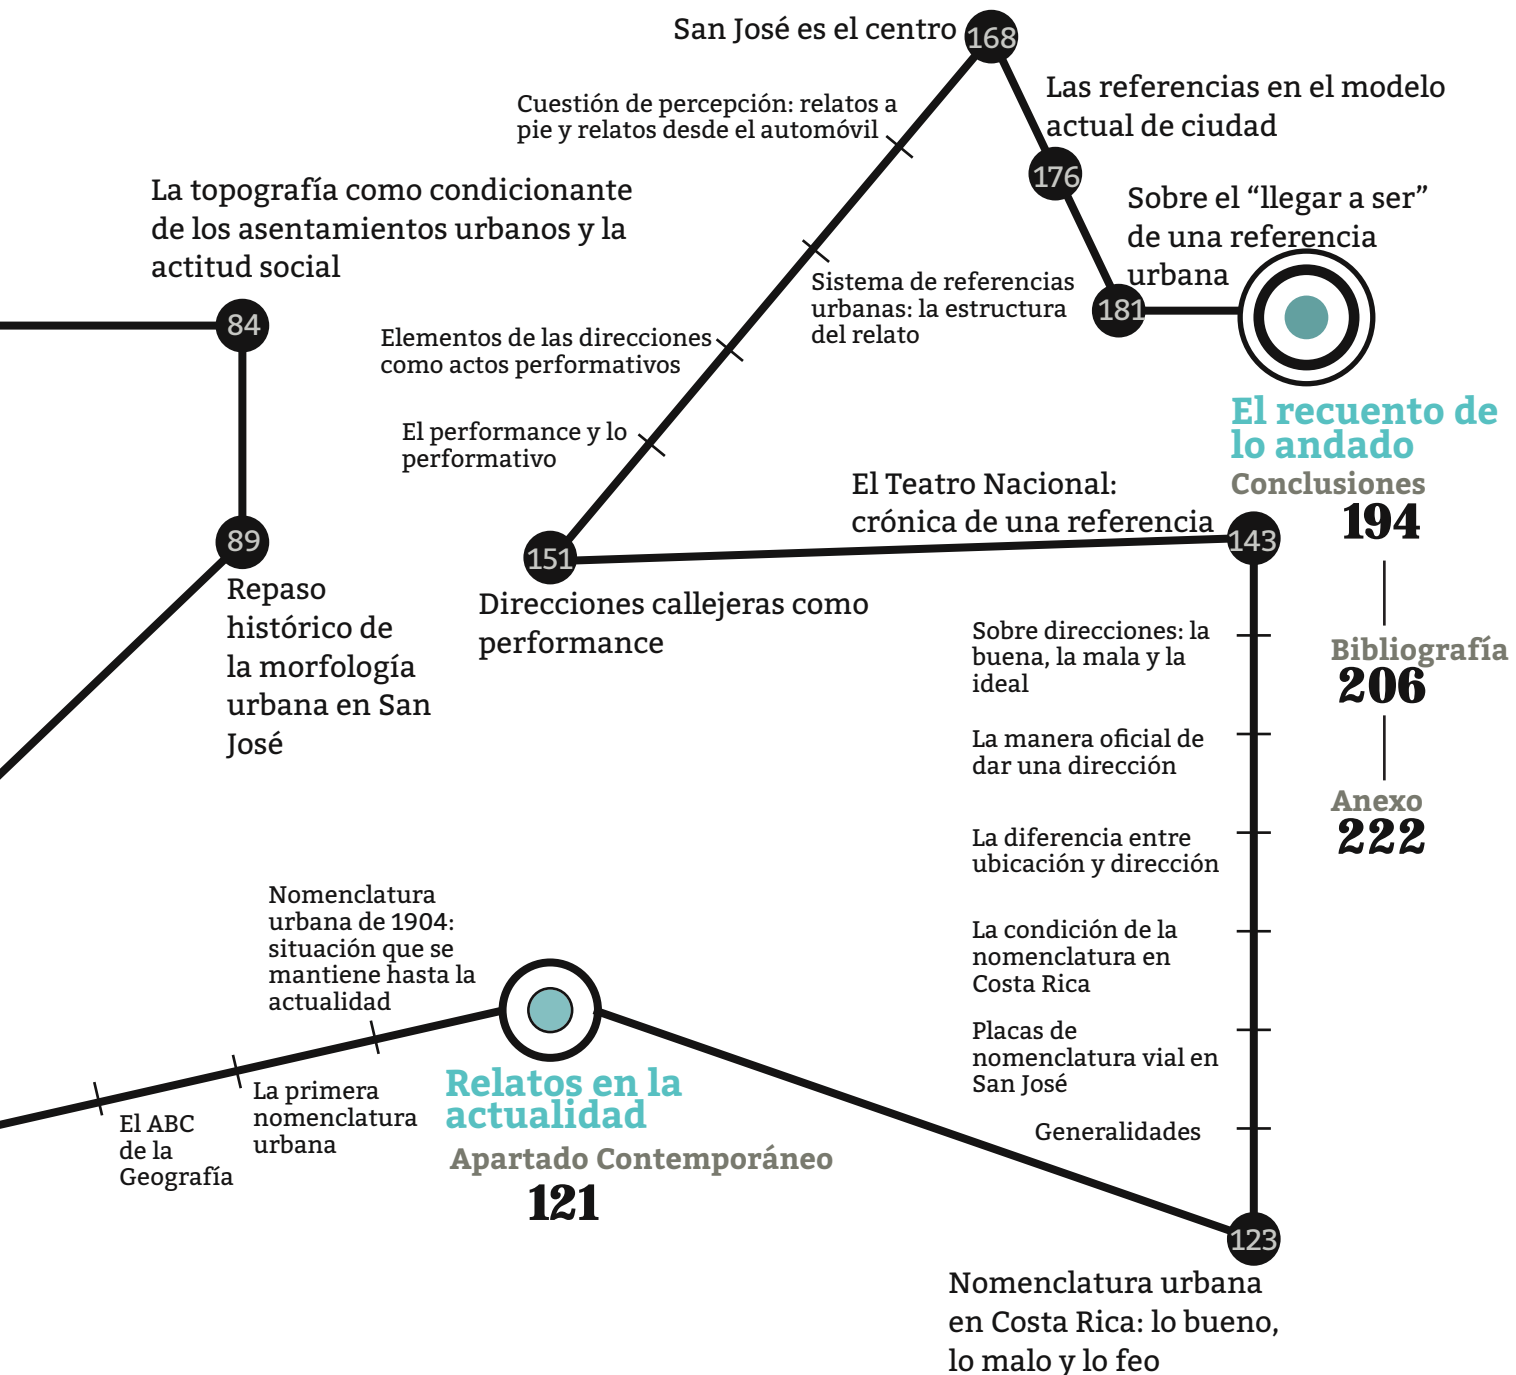 San José es el centro
168
Cuestión de percepción: relatos a
pie y relatos desde el automóvil
Las referencias en el modelo
actual de ciudad
176
Sobre el “llegar a ser”
de una referencia
urbana
181
La topografía como condicionante
de los asentamientos urbanos y la
actitud social
84
Sistema de referencias
urbanas: la estructura
del relato
Elementos de las direcciones
como actos performativos
El performance y lo
performativo
El recuento de
lo andado
Conclusiones
194
El Teatro Nacional:
crónica de una referencia
143
89
Repaso
histórico de
la morfología
urbana en San
José
151
Direcciones callejeras como
performance
Sobre direcciones: la
buena, la mala y la
ideal
Bibliografía
206
La manera oficial de
dar una dirección
Anexo
222
La diferencia entre
ubicación y dirección
La condición de la
nomenclatura en
Costa Rica
Placas de
nomenclatura vial en
San José
Generalidades
Nomenclatura
urbana de 1904:
situación que se
mantiene hasta la
actualidad
La primera
nomenclatura
urbana
El ABC
de la
Geografía
Relatos en la
actualidad
Apartado Contemporáneo
121
123
Nomenclatura urbana
en Costa Rica: lo bueno,
lo malo y lo feo